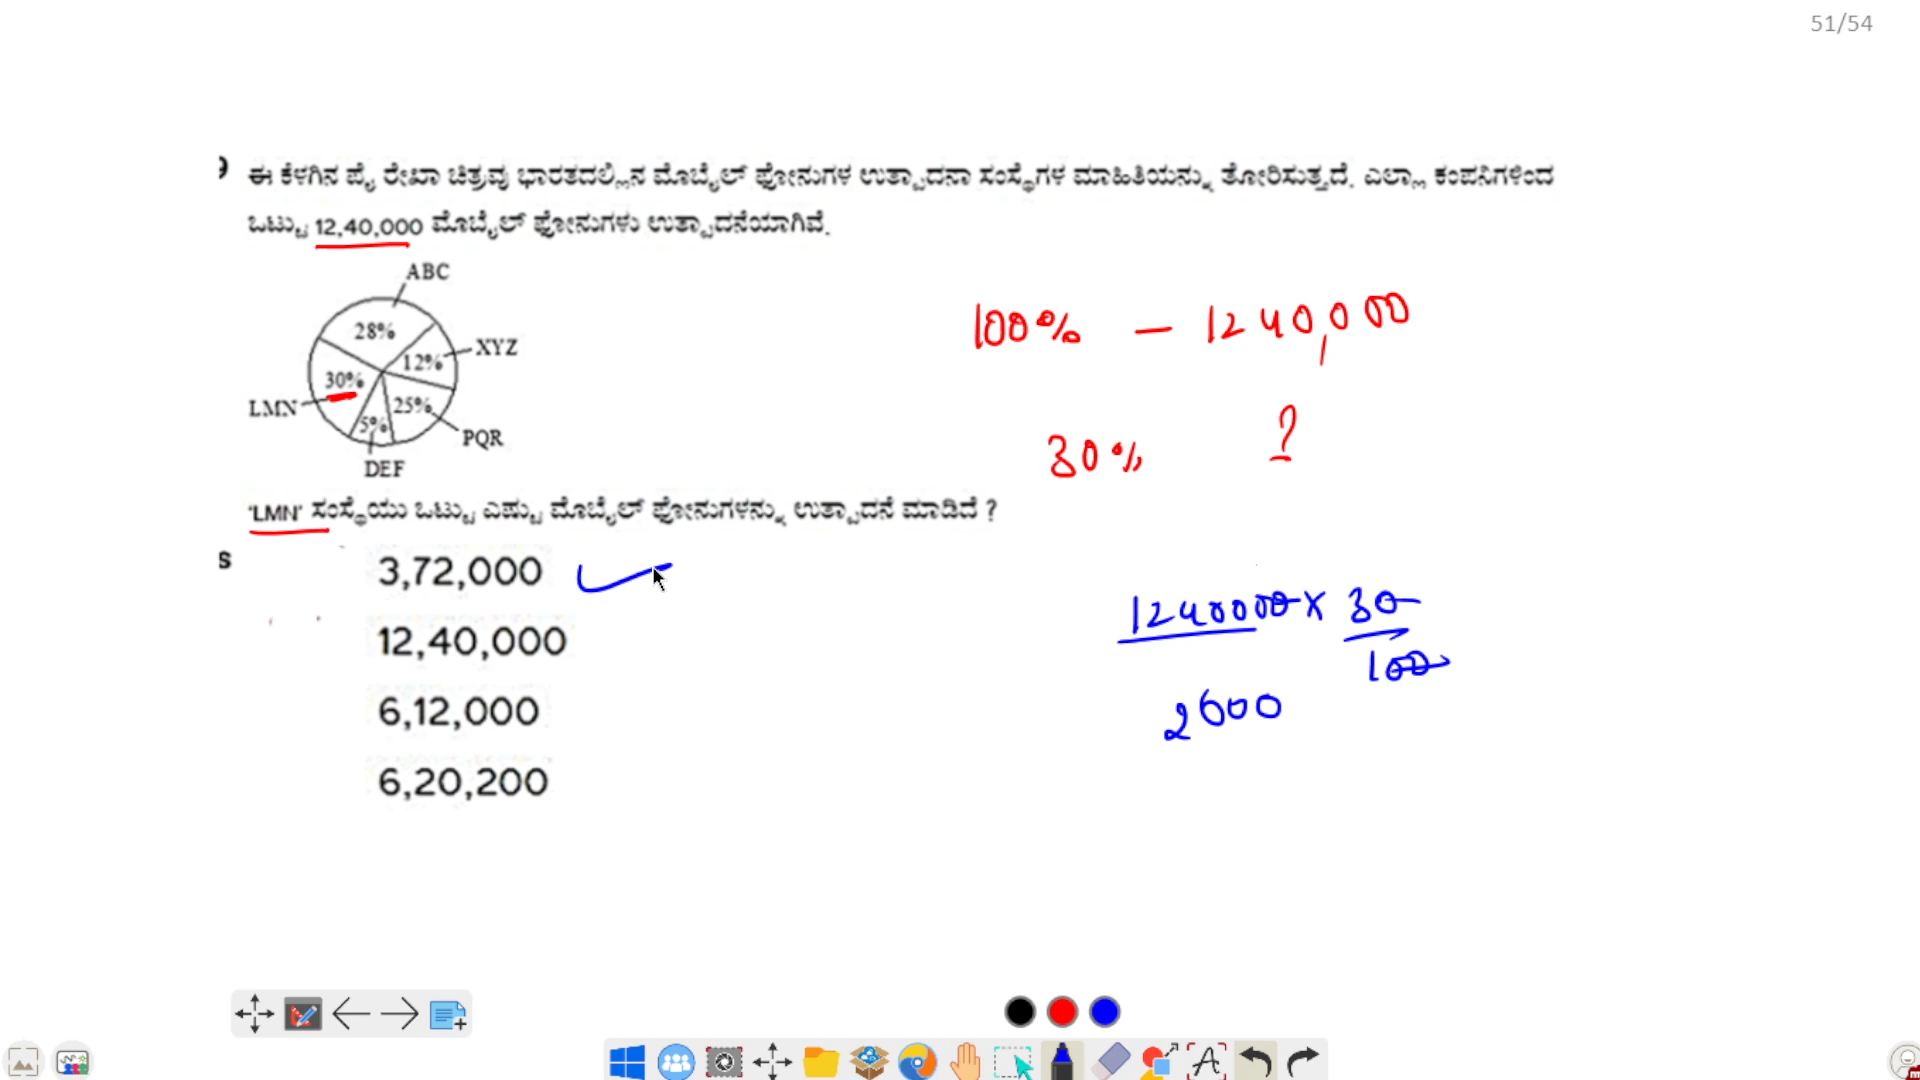 51/54
9 ಈ ಕೆಳಗಿನ ಪೈ ರೇಖಾ ಚಿತ್ರವು ಭಾರತದಲ್ಲಿನ ಮೊಬೈಲ್ ಫೋನುಗಳ ಉತ್ಪಾದನಾ ಸಂಸ್ಥೆಗಳ ಮಾಹಿತಿಯನ್ನು ತೋರಿಸುತ್ತದೆ. ಎಲ್ಲಾ ಕಂಪನಿಗಳಿಂದ
ಒಟ್ಟು 12,40,000 ಮೊಬೈಲ್ ಫೋನುಗಳು ಉತ್ಪಾದನೆಯಾಗಿವೆ.
ABC
28%
XYZ
12%
30%
LMN
25%
5%
PQR
DEF
100% – 1240,000
30% ?
'LMN' ಸಂಸ್ಥೆಯು ಒಟ್ಟು ಎಷ್ಟು ಮೊಬೈಲ್ ಫೋನುಗಳನ್ನು ಉತ್ಪಾದನೆ ಮಾಡಿದೆ ?
s
3,72,000
12,40,000
6,12,000
6,20,200
1240000 x 30
100
2000